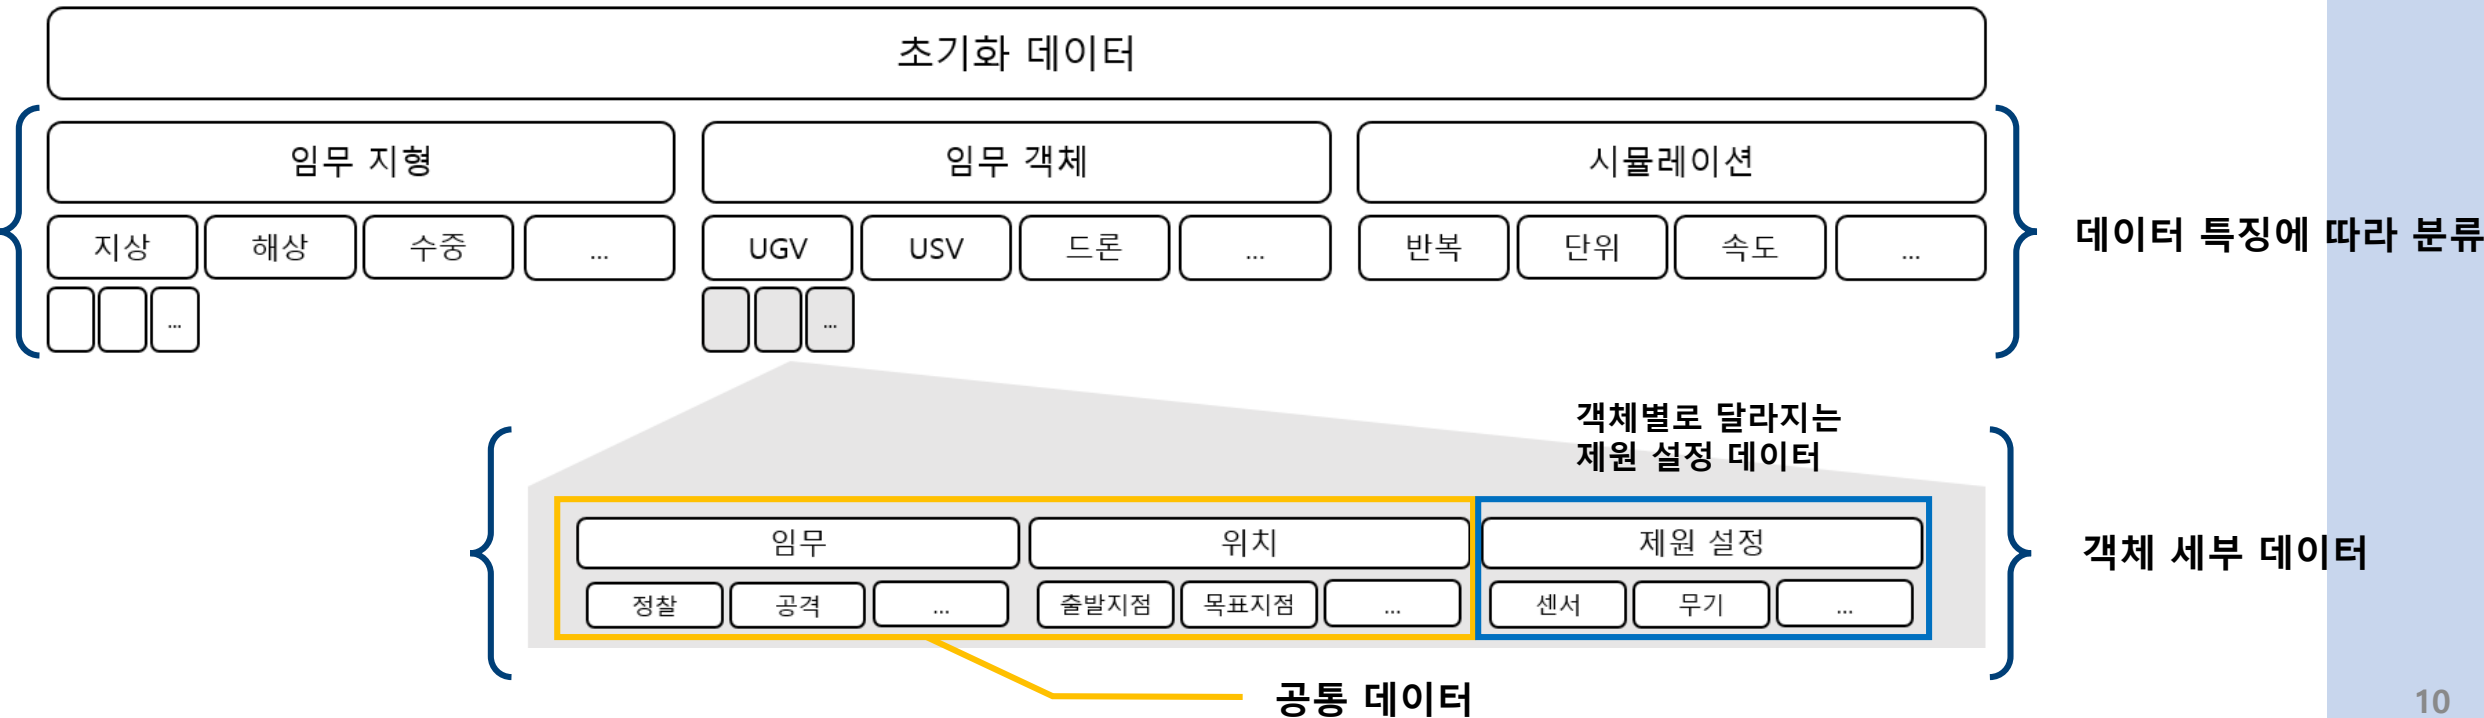 초기화 데이터
임무 지형
임무 객체
시뮬레이션
지상
해상
수중
...
UGV
USV
드론
...
반복
단위
속도
...
데이터 특징에 따라 분류
...
...
객체별로 달라지는
제원 설정 데이터
임무
위치
제원 설정
객체 세부 데이터
정찰
공격
...
출발지점
목표지점
...
센서
무기
...
공통 데이터
10